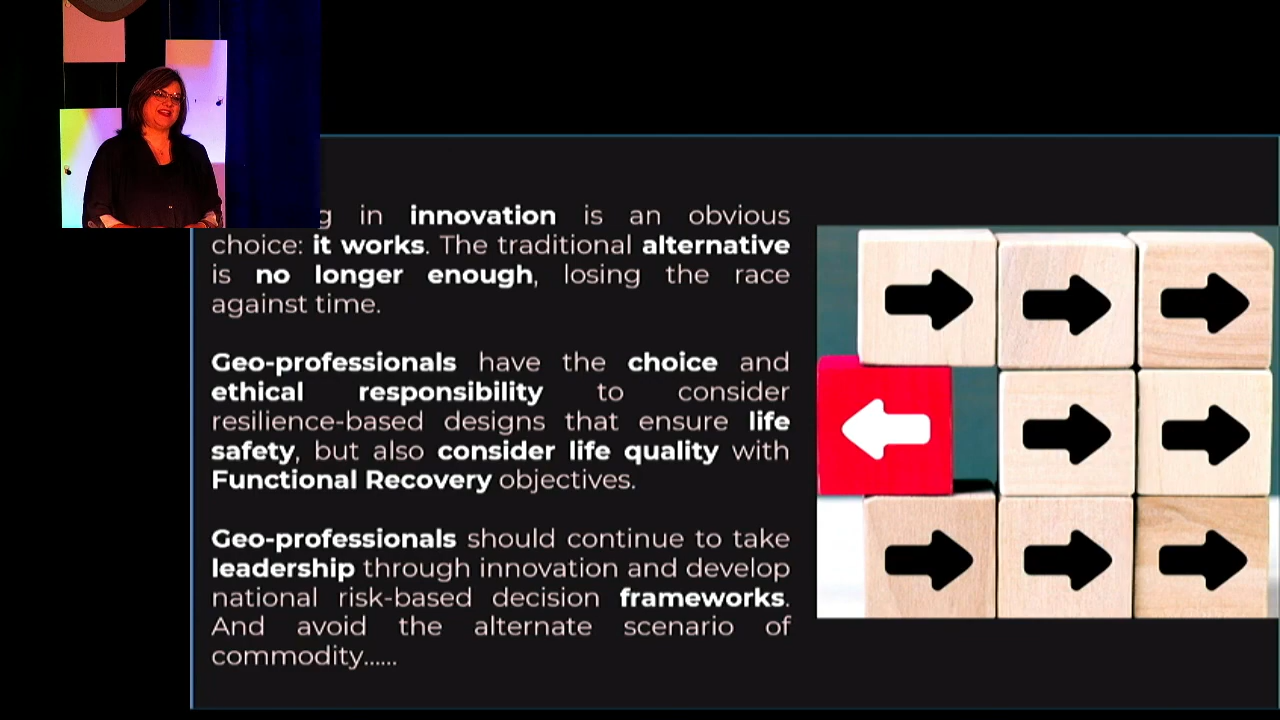 in innovation is an obvious
choice: it works. The traditional alternative
is no longer enough, losing the race
against time.
Geo-professionals have the choice and
ethical responsibility to consider
resilience-based designs that ensure life
safety, but also consider life quality with
Functional Recovery objectives.
Geo-professionals should continue to take
leadership through innovation and develop
national risk-based decision frameworks.
And avoid the alternate scenario of
commodity......